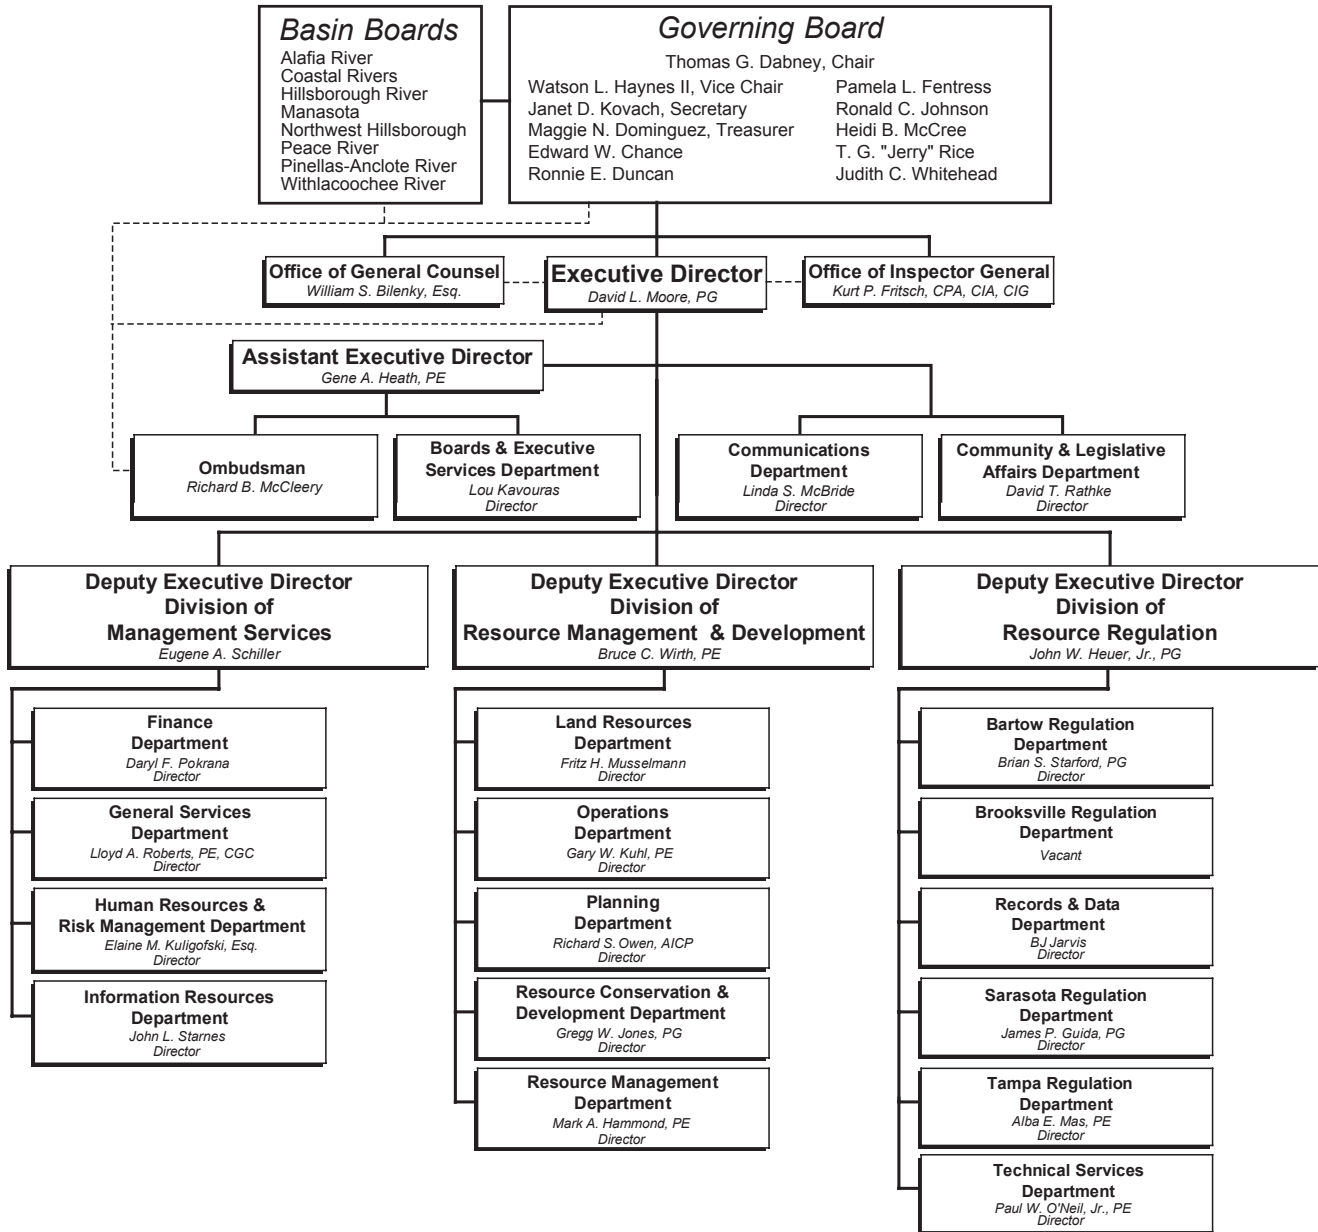 Basin Boards
Alafia River
Coastal Rivers
Hillsborough River
Manasota
Northwest Hillsborough
Peace River
Pinellas-Anclote River
Withlacoochee River
Governing Board
Thomas G. Dabney, Chair
Watson L. Haynes II, Vice Chair
Janet D. Kovach, Secretary
Maggie N. Dominguez, Treasurer
Edward W. Chance
Ronnie E. Duncan
Pamela L. Fentress
Ronald C. Johnson
Heidi B. McCree
T. G. "Jerry" Rice
Judith C. Whitehead
Office of General Counsel
William S. Bilenky, Esq.
Executive Director
David L. Moore, PG
Office of Inspector General
Kurt P. Fritsch, CPA, CIA, CIG
Assistant Executive Director
Gene A. Heath, PE
Ombudsman
Richard B. McCleery
Boards & Executive
Services Department
Lou Kavouras
Director
Communications
Department
Linda S. McBride
Director
Community & Legislative
Affairs Department
David T. Rathke
Director
Deputy Executive Director
Division of
Management Services
Eugene A. Schiller
Finance
Department
Daryl F. Pokrana
Director
General Services
Department
Lloyd A. Roberts, PE, CGC
Director
Human Resources &
Risk Management Department
Elaine M. Kuligofski, Esq.
Director
Information Resources
Department
John L. Starnes
Director
Deputy Executive Director
Division of
Resource Management & Development
Bruce C. Wirth, PE
Land Resources
Department
Fritz H. Musselmann
Director
Operations
Department
Gary W. Kuhl, PE
Director
Planning
Department
Richard S. Owen, AICP
Director
Resource Conservation &
Development Department
Gregg W. Jones, PG
Director
Resource Management
Department
Mark A. Hammond, PE
Director
Deputy Executive Director
Division of
Resource Regulation
John W. Heuer, Jr., PG
Bartow Regulation
Department
Brian S. Starford, PG
Director
Brooksville Regulation
Department
Vacant
Records & Data
Department
BJ Jarvis
Director
Sarasota Regulation
Department
James P. Guida, PG
Director
Tampa Regulation
Department
Alba E. Mas, PE
Director
Technical Services
Department
Paul W. O'Neil, Jr., PE
Director